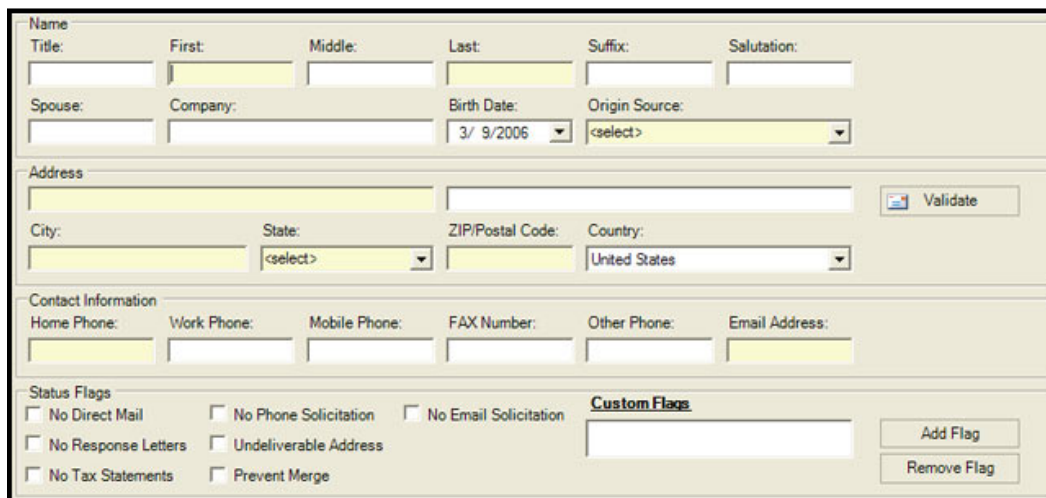 Name
Title: First: Middle: Last: Suffix: Salutation:
Spouse: Company: Birth Date: Origin Source:
3/ 9/2006 <select>
Address
Validate
City: State: ZIP/Postal Code: Country:
<select> United States
Contact Information
Home Phone: Work Phone: Mobile Phone: FAX Number: Other Phone: Email Address:
Status Flags
No Direct Mail No Phone Solicitation No Email Solicitation Custom Flags
No Response Letters Undeliverable Address Add Flag
No Tax Statements Prevent Merge Remove Flag